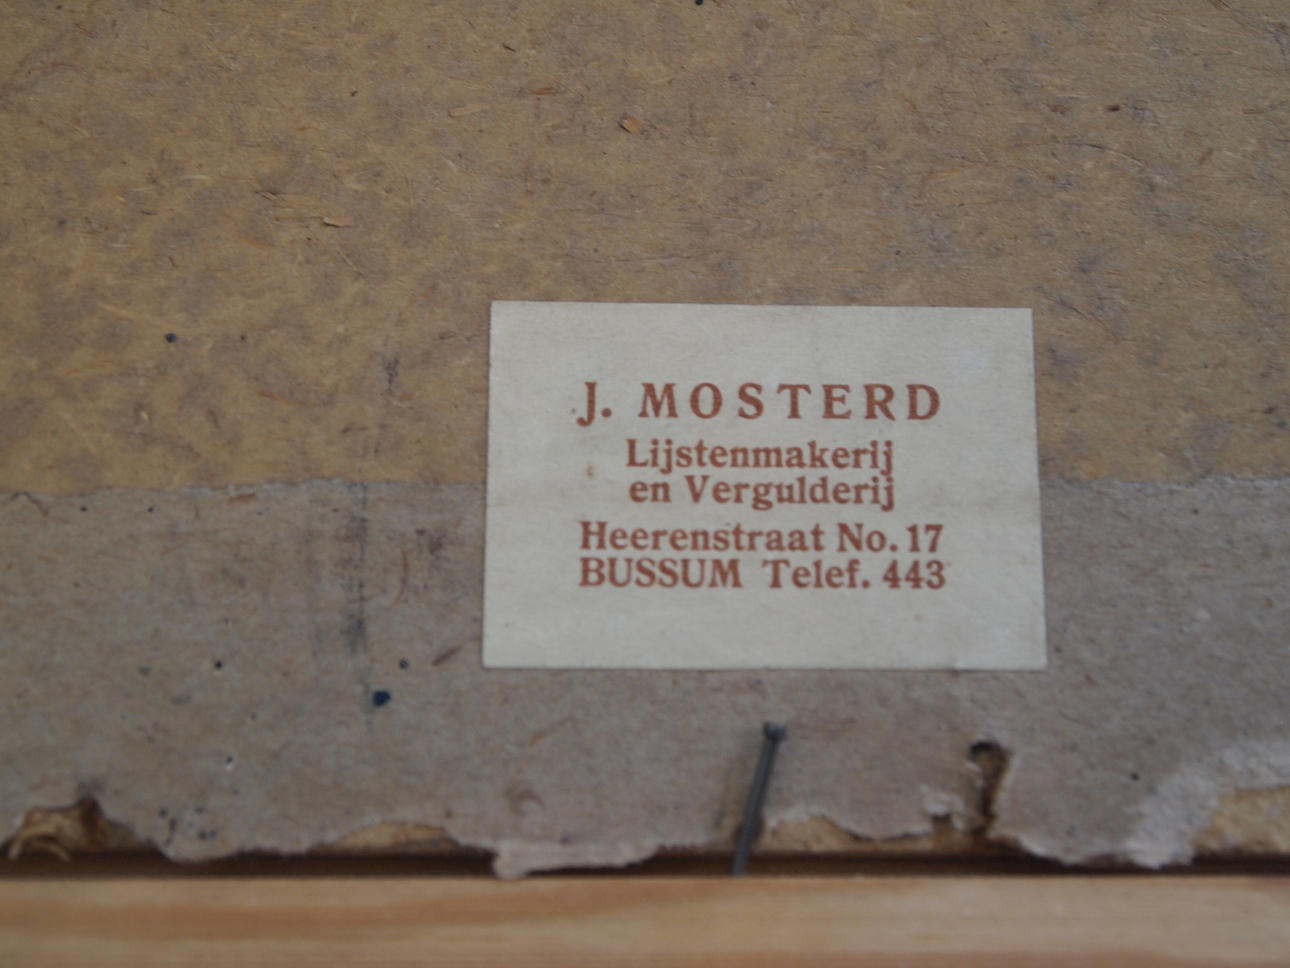 J. MOSTERD
Lijstenmakerij
en Vergulderij
Heerenstraat No. 17
BUSSUM Telef. 443